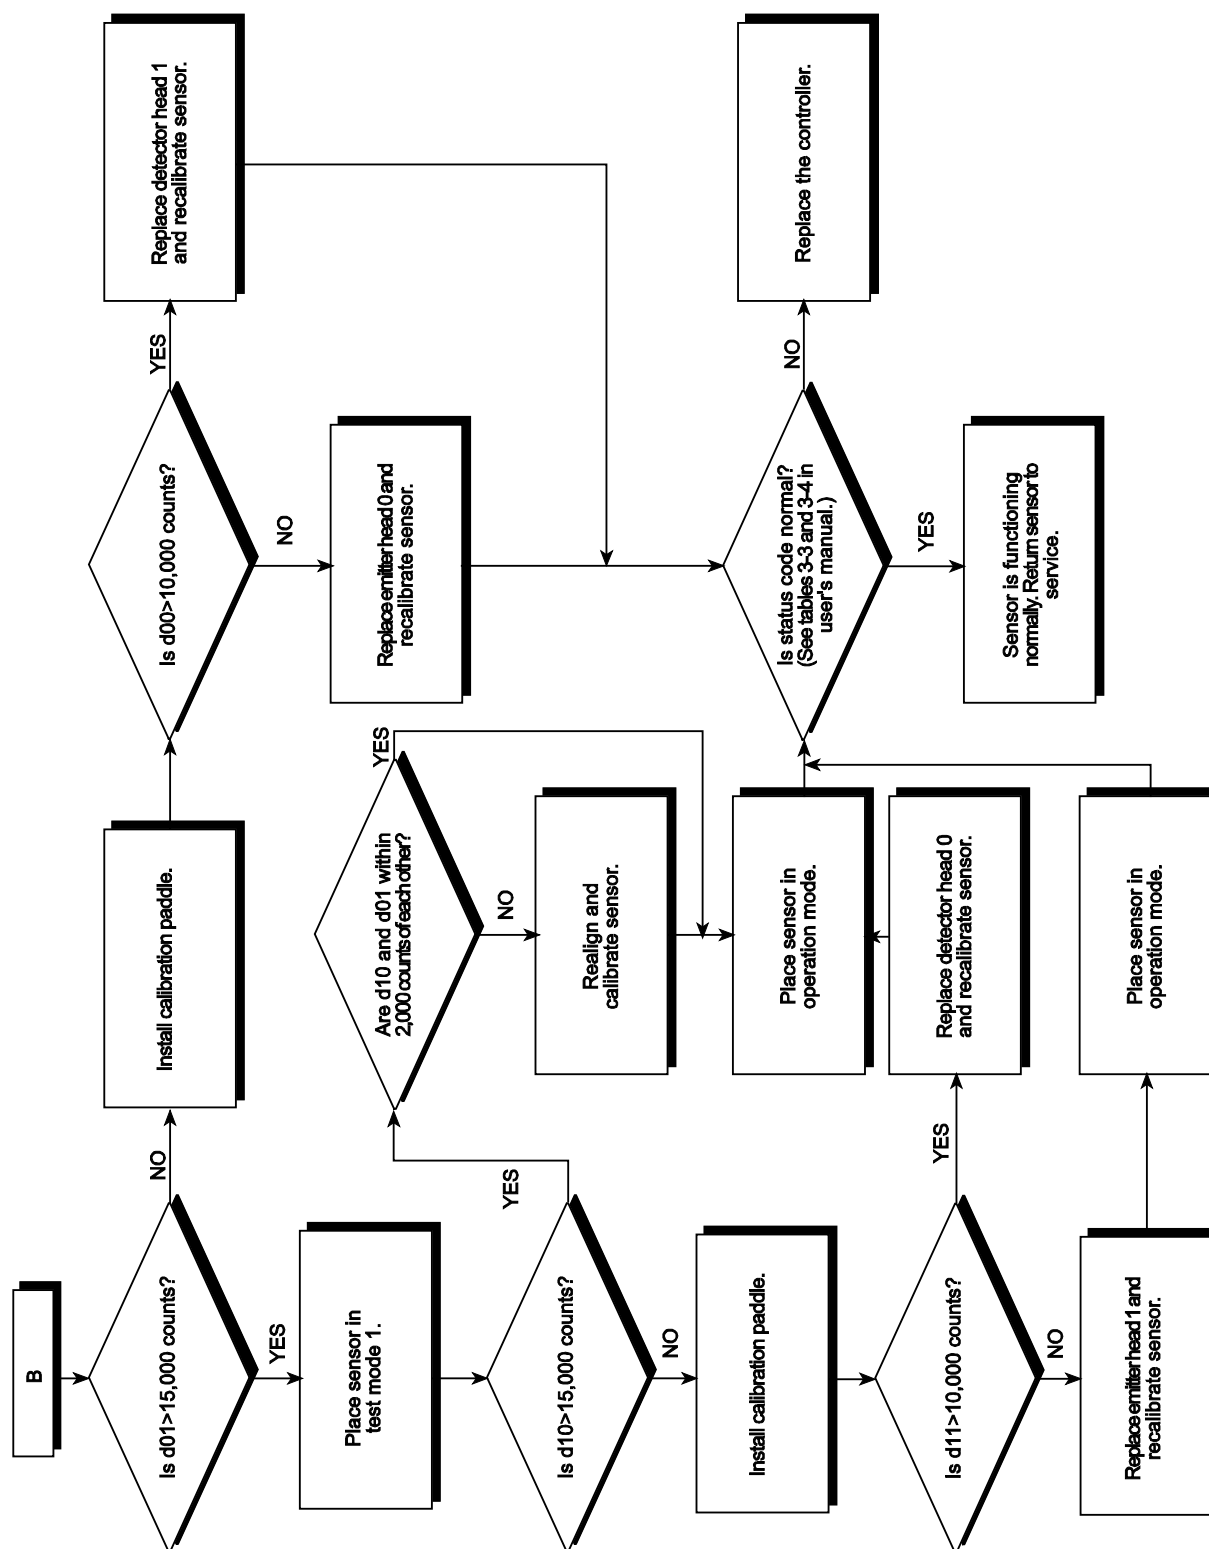 B
Is d01>15,000 counts?
NO
Install calibration paddle.
Is d00>10,000 counts?
YES
Replace detector head 1
and recalibrate sensor.
NO
Replace emitter head 0 and
recalibrate sensor.
YES
Place sensor in
test mode 1.
Is d10>15,000 counts?
YES
Are d10 and d01 within
2,000 counts of each other?
YES
NO
Realign and
calibrate sensor.
Place sensor in
operation mode.
Is status code normal?
(See tables 3-3 and 3-4 in
user's manual.)
NO
Replace the controller.
YES
Sensor is functioning
normally. Return sensor to
service.
NO
Install calibration paddle.
Is d11>10,000 counts?
YES
Replace detector head 0
and recalibrate sensor.
NO
Replace emitter head 1 and
recalibrate sensor.
Place sensor in
operation mode.